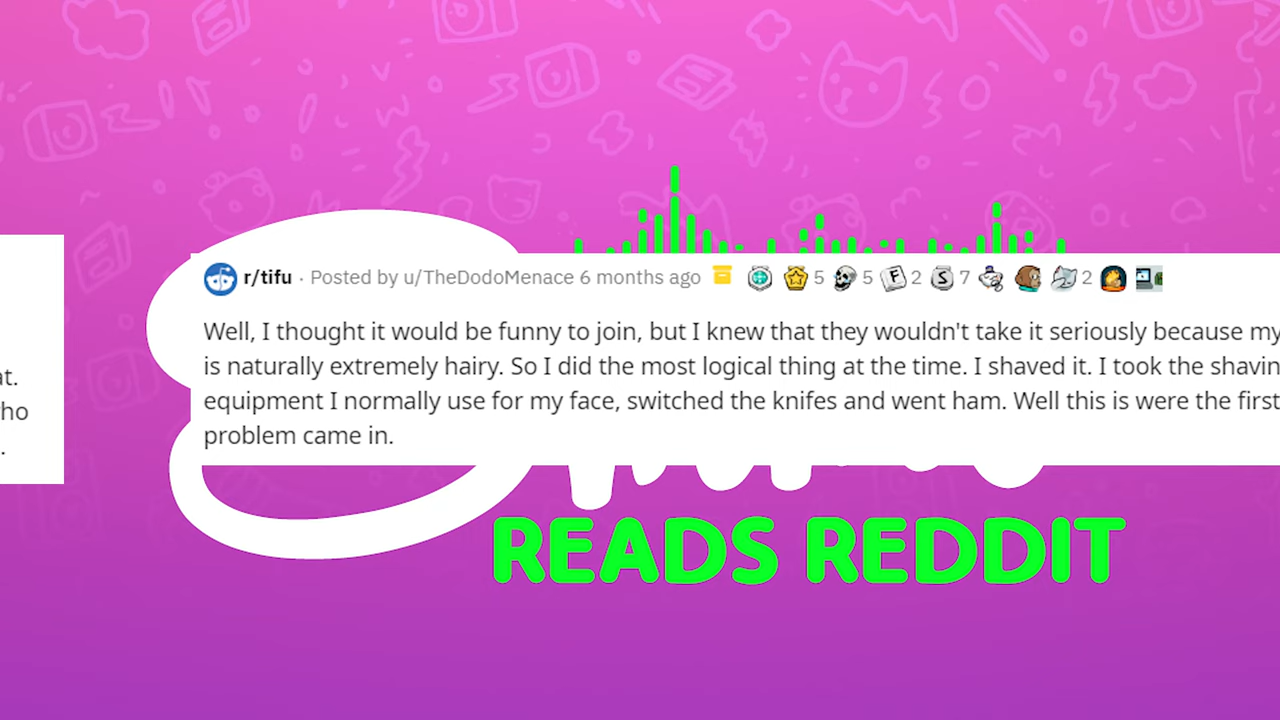 at.
who
.
r/tifu · Posted by u/TheDodoMenace 6 months ago 5 5 F 2 S 7 2
Well, I thought it would be funny to join, but I knew that they wouldn't take it seriously because my
is naturally extremely hairy. So I did the most logical thing at the time. I shaved it. I took the
equipment I normally use for my face, switched the knifes and went ham. Well this is were the first
problem came in.
READS REDDIT